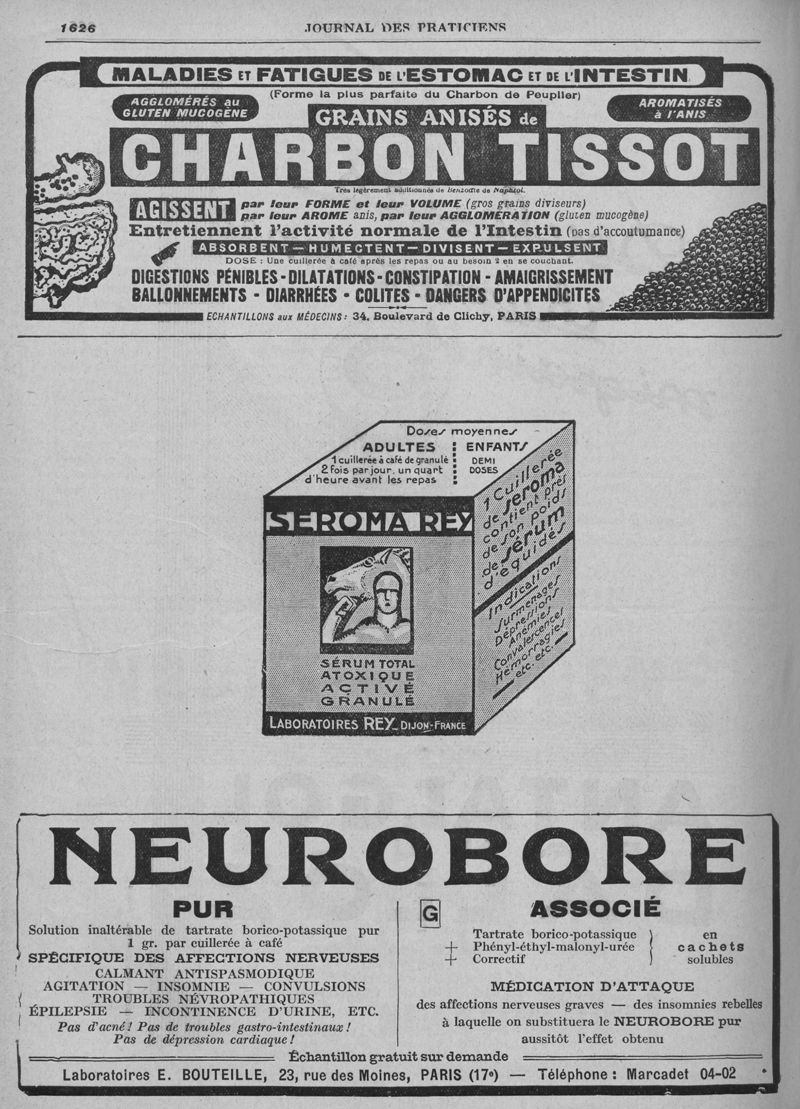 1626
JOURNAL DES PRATICIENS
MALADIES ET FATIGUES DE L'ESTOMAC ET DE L'INTESTIN
(Forme la plus parfaite du Charbon de Peuplier)
AGGLOMÉRÉS au
GLUTEN MUCOGÈNE
AROMATISÉS
à l'ANIS
GRAINS ANISÉS de
CHARBON TISSOT
Très légèrement additionnés de Benzoate de Naphtol.
AGISSENT
par leur FORME et leur VOLUME (gros grains diviseurs)
par leur AROME anis, par leur AGGLOMÉRATION (gluten mucogène)
Entretiennent l'activité normale de l'Intestin (pas d'accoutumance)
ABSORBENT — HUMECTENT — DIVISENT — EXPULSENT
DOSE : Une cuillerée à café après les repas ou au besoin 2 en se couchant.
DIGESTIONS PÉNIBLES - DILATATIONS - CONSTIPATION - AMAIGRISSEMENT
BALLONNEMENTS - DIARRHÉES - COLITES - DANGERS D'APPENDICITES
ECHANTILLONS aux MÉDECINS : 34, Boulevard de Clichy, PARIS
Doses moyennes
ADULTES
1 cuillerée à café de granulé
2 fois par jour, un quart
d'heure avant les repas
ENFANTS
DEMI
DOSES
SEROMA REY
SÉRUM TOTAL
ATOXIQUE
ACTIVÉ
GRANULÉ
LABORATOIRES REY_DIJON-FRANCE
1 Cuillerée
de Seroma
contient près
de son poids
de Sérum
d'équidés
Indications
Surmenages
Dépressions
Anémies
Convalescences
Hémorragies
etc. etc.
NEUROBORE
PUR
Solution inaltérable de tartrate borico-potassique pur
1 gr. par cuillerée à café
SPÉCIFIQUE DES AFFECTIONS NERVEUSES
CALMANT ANTISPASMODIQUE
AGITATION — INSOMNIE — CONVULSIONS
TROUBLES NÉVROPATHIQUES
ÉPILEPSIE — INCONTINENCE D'URINE, ETC.
Pas d'acné ! Pas de troubles gastro-intestinaux !
Pas de dépression cardiaque !
G
ASSOCIÉ
Tartrate borico-potassique
+ Phényl-éthyl-malonyl-urée
+ Correctif
en
cachets
solubles
MÉDICATION D'ATTAQUE
des affections nerveuses graves — des insomnies rebelles
à laquelle on substituera le NEUROBORE pur
aussitôt l'effet obtenu
Échantillon gratuit sur demande
Laboratoires E. BOUTEILLE, 23, rue des Moines, PARIS (17e) — Téléphone : Marcadet 04-02